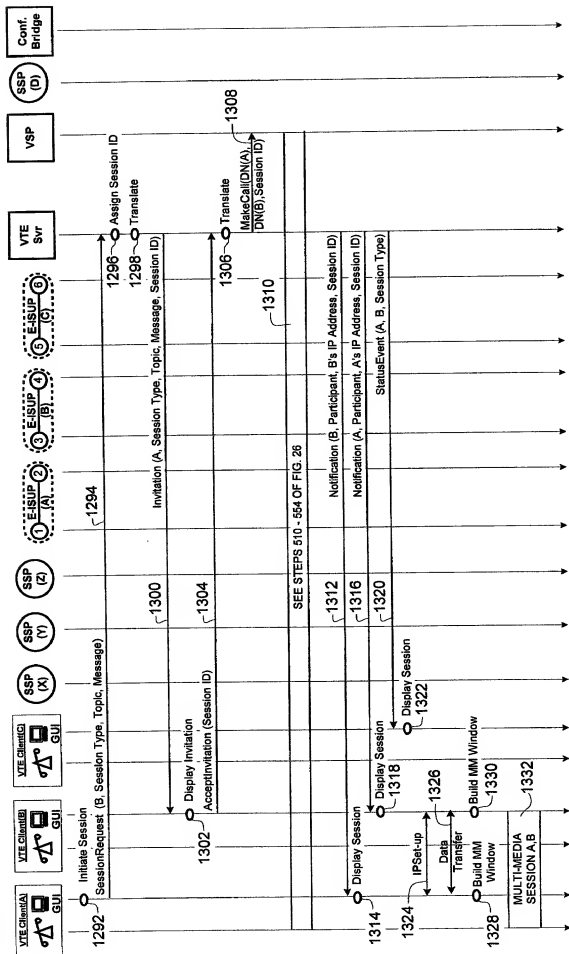 VTE Client(A)
GUI
VTE Client(B)
GUI
VTE Client(C)
GUI
SSP
(X)
SSP
(Y)
SSP
(Z)
1 E-ISUP 2
(A)
3 E-ISUP 4
(B)
5 E-ISUP 6
(C)
VTE
Svr
VSP
SSP
(D)
Conf.
Bridge
Initiate Session
1292
SessionRequest (B, Session Type, Topic, Message)
1294
1296
Assign Session ID
1298
Translate
Invitation (A, Session Type, Topic, Message, Session ID)
1300
Display Invitation
1302
AcceptInvitation (Session ID)
1304
1306
Translate
MakeCall(DN(A),
DN(B),Session ID)
1308
SEE STEPS 510 - 554 OF FIG. 26
1310
1312
Notification (B, Participant, B's IP Address, Session ID)
Display Session
1314
1316
Notification (A, Participant, A's IP Address, Session ID)
Display Session
1318
1320
StatusEvent (A, B, Session Type)
Display Session
1322
IPSet-up
1324
Data
Transfer
1326
Build MM
Window
1328
Build MM Window
1330
MULTI-MEDIA
SESSION A,B
1332